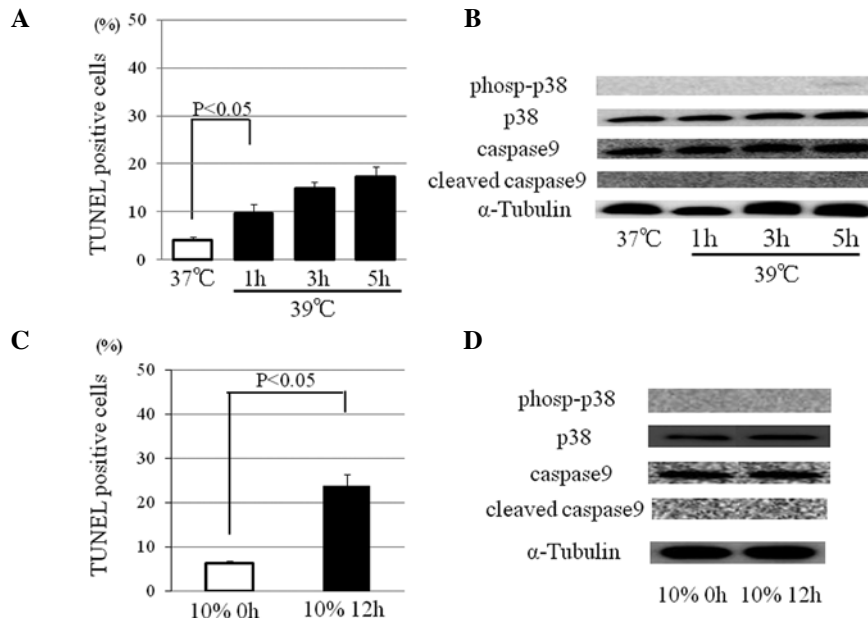 A
(%)
TUNEL positive cells
50
40
30
20
10
0
P<0.05
37℃
1h
3h
5h
39℃
B
phosp-p38
p38
caspase9
cleaved caspase9
α-Tubulin
37℃
1h
3h
5h
39℃
C
(%)
TUNEL positive cells
50
40
30
20
10
0
P<0.05
10% 0h
10% 12h
D
phosp-p38
p38
caspase9
cleaved caspase9
α-Tubulin
10% 0h
10% 12h